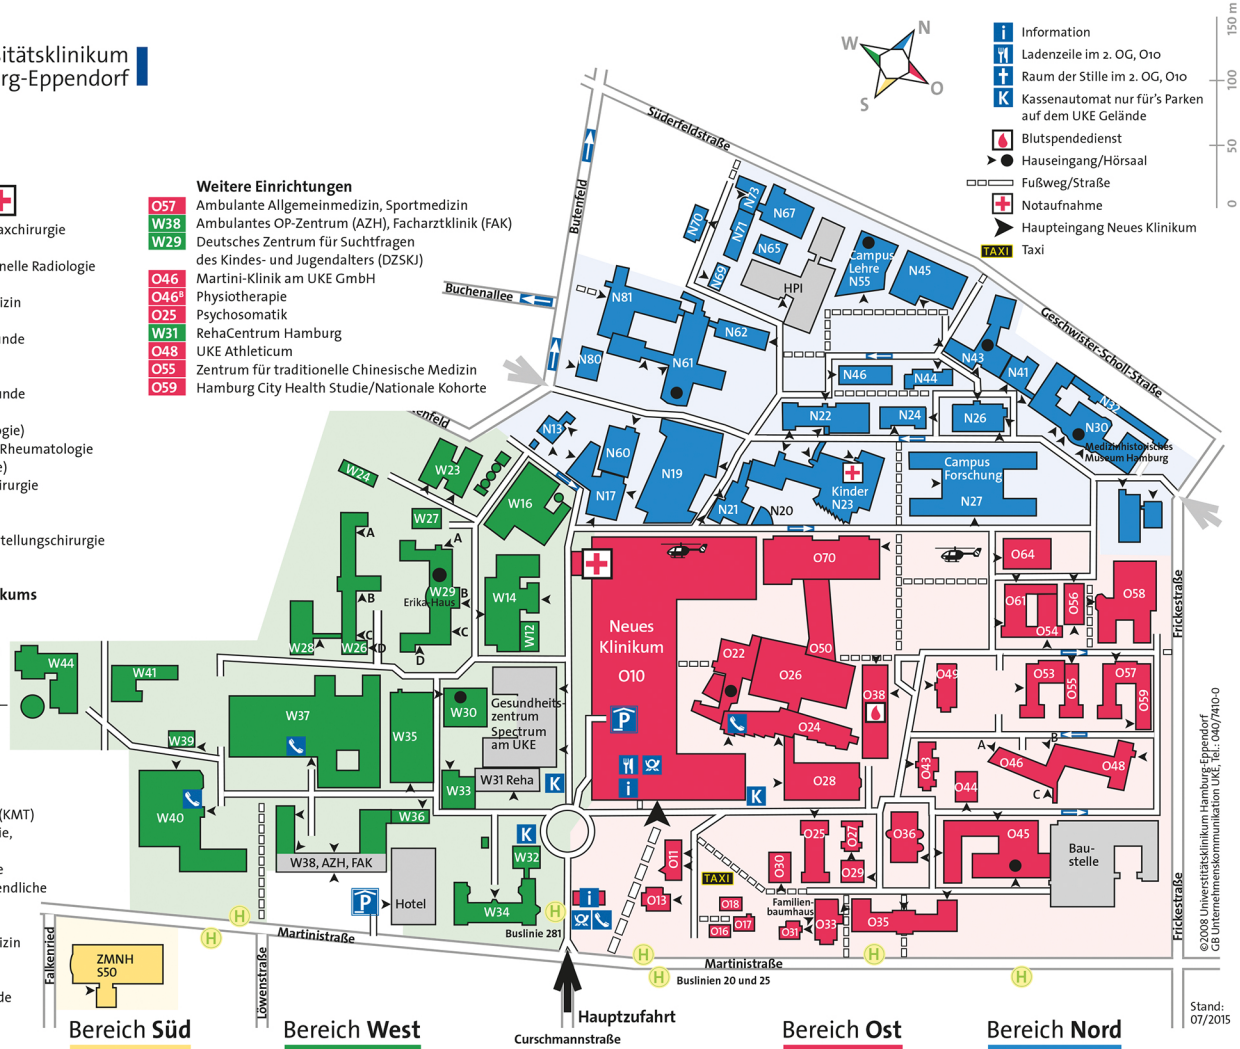 sitätsklinikum
rg-Eppendorf
axchirurgie
nelle Radiologie
izin
unde
unde
ogie)
Rheumatologie
e)
irurgie
rtellungschirurgie
kums
(KMT)
ie,
e
endliche
izin
de
Weitere Einrichtungen
O57 Ambulante Allgemeinmedizin, Sportmedizin
W38 Ambulantes OP-Zentrum (AZH), Facharztklinik (FAK)
W29 Deutsches Zentrum für Suchtfragen
des Kindes- und Jugendalters (DZSKJ)
O46 Martini-Klinik am UKE GmbH
O46B Physiotherapie
O25 Psychosomatik
W31 RehaCentrum Hamburg
O48 UKE Athleticum
O55 Zentrum für traditionelle Chinesische Medizin
O59 Hamburg City Health Studie/Nationale Kohorte
N
W
O
S
i Information
Ladenzeile im 2. OG, O10
Raum der Stille im 2. OG, O10
K Kassenautomat nur für's Parken
auf dem UKE Gelände
Blutspendedienst
Hauseingang/Hörsaal
Fußweg/Straße
Notaufnahme
Haupteingang Neues Klinikum
TAXI Taxi
150 m
100
50
0
Süderfeldstraße
Butenfeld
Buchenallee
Geschwister-Scholl-Straße
enfeld
N73
N70
N71
N67
N65
N69
HPI
Campus
Lehre
N55
N45
N81
N62
N80
N61
N43
N41
N46
N44
N32
N22
N24
N26
N30
Medizinhistorisches
Museum Hamburg
N13
N60
N19
N17
N21
N20
Kinder
N23
Campus
Forschung
N27
W24
W23
W16
W27
A
A
B
C
D
Erika-Haus
W29
B
C
D
W14
W12
W28
W26
W44
W41
W37
W39
W35
W30
Gesundheits-
zentrum
Spectrum
am UKE
W33
W31 Reha
K
W40
W36
W38, AZH, FAK
P
Hotel
K
W32
W34
H
H
H
Buslinie 281
Neues
Klinikum
O10
P
i
O70
O50
O22
O26
O24
O38
O28
K
O64
O61
O56
O58
O54
O49
O53
O55
O57
O59
O43
O44
A
B
C
O46
O48
O11
O13
TAXI
O30
O25
O27
O29
O36
O45
Bau-
stelle
O18
O17
O16
Familien-
baumhaus
O31
O33
O35
i
H
H
H
H
Martinistraße
Martinistraße
Buslinien 20 und 25
Frickestraße
Frickestraße
Falkenried
Löwenstraße
ZMNH
S50
Hauptzufahrt
Curschmannstraße
Bereich Süd
Bereich West
Bereich Ost
Bereich Nord
©2008 Universtitätsklinikum Hamburg-Eppendorf
GB Unternehmenskommunikation UKE, Tel.: 040/7410-0
Stand:
07/2015